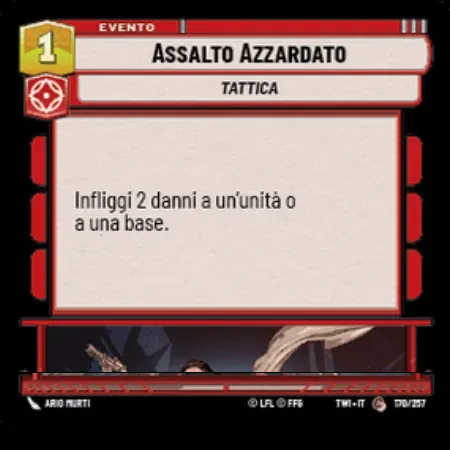 EVENTO
1
ASSALTO AZZARDATO
TATTICA
Infliggi 2 danni a un'unità o
a una base.
ARIO MURTI
© LFL © FFG
TWI • IT
170/257